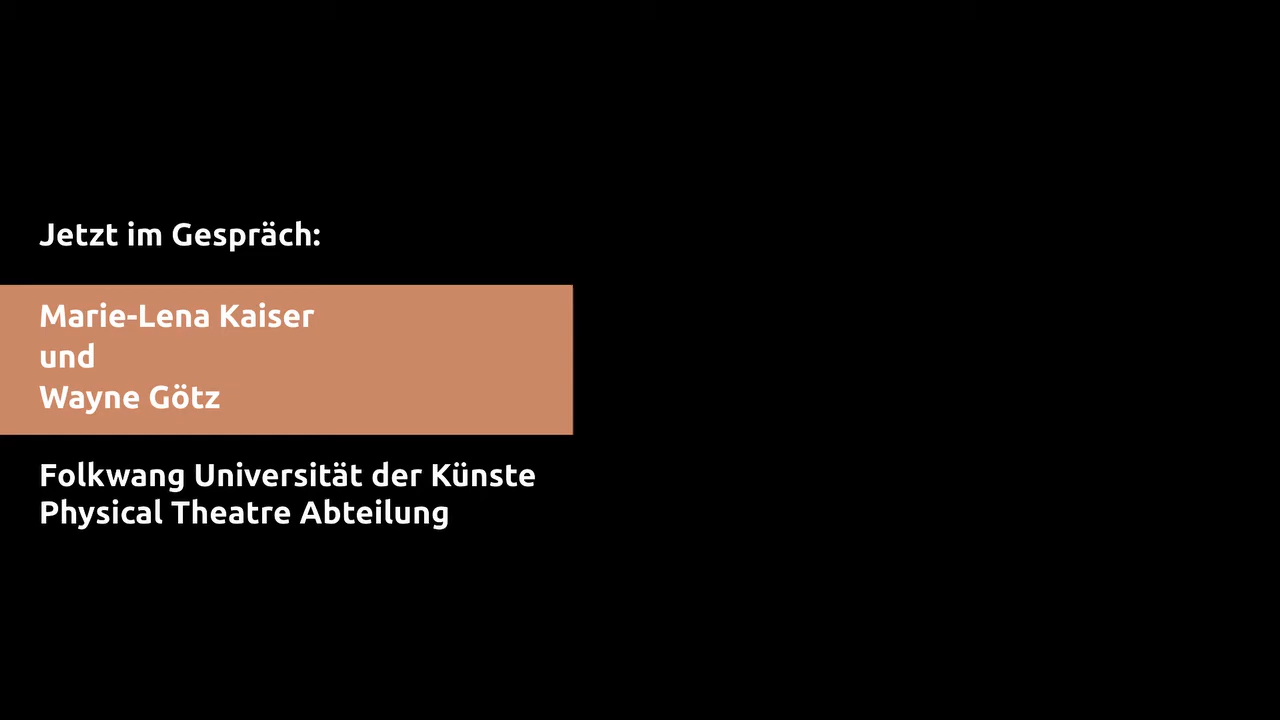 Jetzt im Gespräch:
Marie-Lena Kaiser
und
Wayne Götz
Folkwang Universität der Künste
Physical Theatre Abteilung